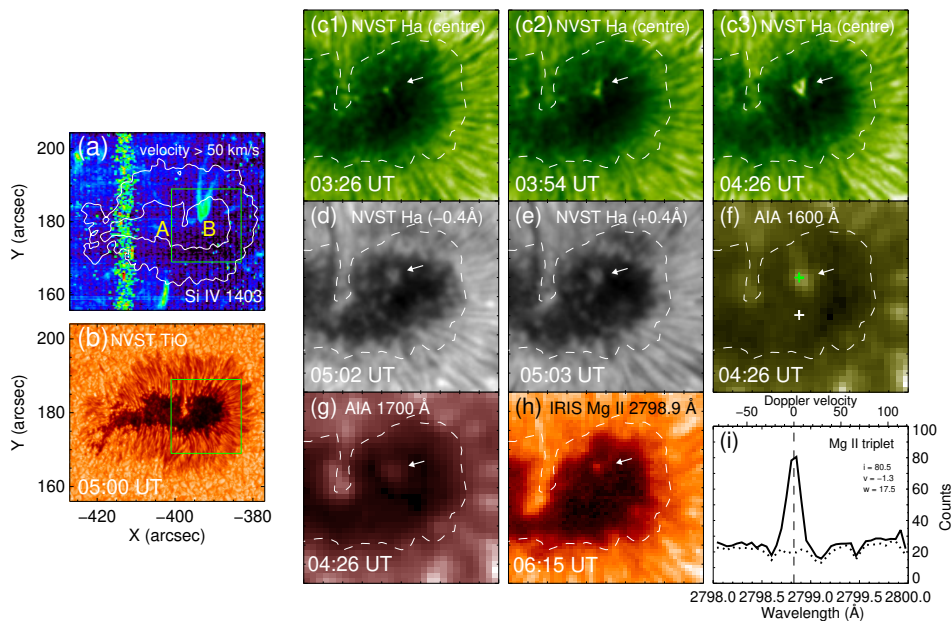 (c1) NVST Ha (centre)
03:26 UT
(c2) NVST Ha (centre)
03:54 UT
(c3) NVST Ha (centre)
04:26 UT
(a) velocity > 50 km/s
A B
Si IV 1403
200
180
160
Y (arcsec)
(d) NVST Ha (−0.4Å)
05:02 UT
(e) NVST Ha (+0.4Å)
05:03 UT
(f) AIA 1600 Å
04:26 UT
(b) NVST TiO
05:00 UT
200
180
160
Y (arcsec)
−420 −400 −380
X (arcsec)
(g) AIA 1700 Å
04:26 UT
(h) IRIS Mg II 2798.9 Å
06:15 UT
Doppler velocity
−50 0 50 100
(i) Mg II triplet
i = 80.5
v = −1.3
w = 17.5
100
80
60
40
20
0
Counts
2798.0 2798.5 2799.0 2799.5 2800.0
Wavelength (Å)